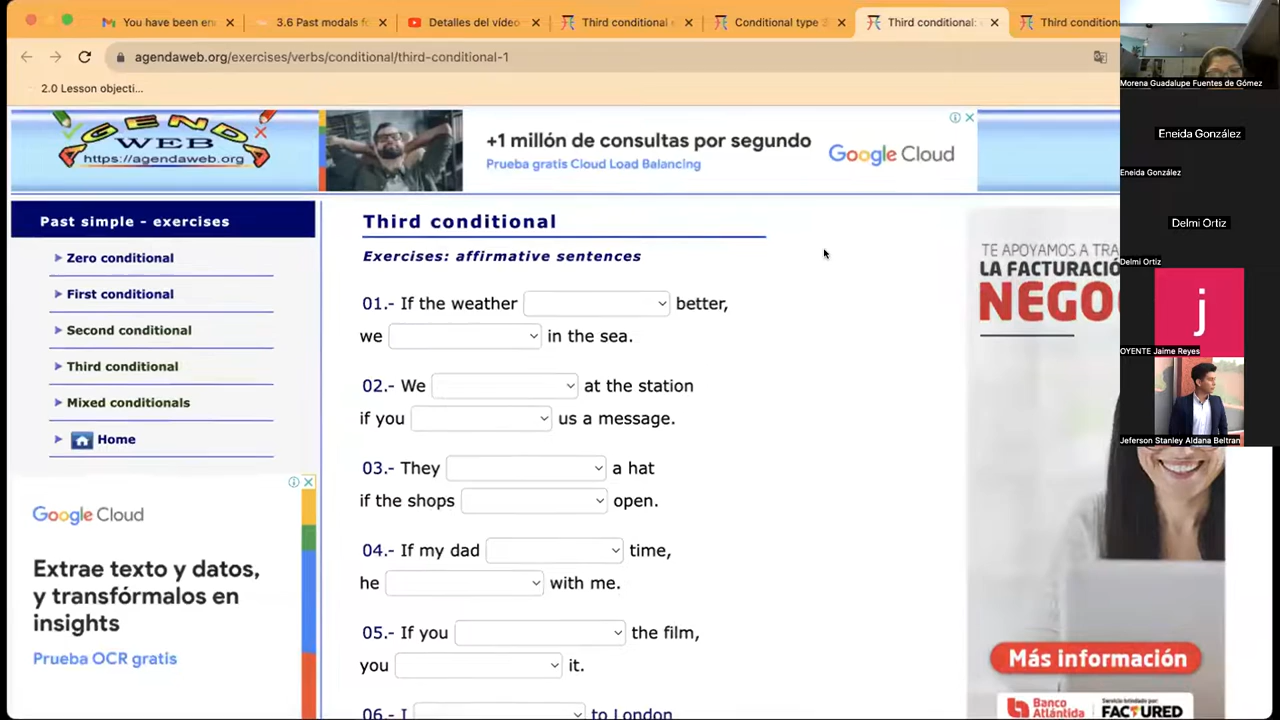 You have been en
3.6 Past modals f
Detalles del vídeo
Third conditional
Conditional type
Third conditional:
Third condition
agendaweb.org/exercises/verbs/conditional/third-conditional-1
2.0 Lesson objecti...
AGENDA
WEB
https://agendaweb.org
+1 millón de consultas por segundo
Prueba gratis Cloud Load Balancing
Google Cloud
Past simple - exercises
Zero conditional
First conditional
Second conditional
Third conditional
Mixed conditionals
Home
Google Cloud
Extrae texto y datos,
y transfórmalos en
insights
Prueba OCR gratis
Third conditional
Exercises: affirmative sentences
01.- If the weather better,
we in the sea.
02.- We at the station
if you us a message.
03.- They a hat
if the shops open.
04.- If my dad time,
he with me.
05.- If you the film,
you it.
06.- I to London
TE APOYAMOS A TRA
LA FACTURACIÓ
NEGO
Más información
Banco
Atlántida
Servicio brindado por:
FACTURED
Morena Guadalupe Fuentes de Gómez
Eneida González
Eneida González
Delmi Ortiz
Delmi Ortiz
j
OYENTE Jaime Reyes
Jeferson Stanley Aldana Beltran